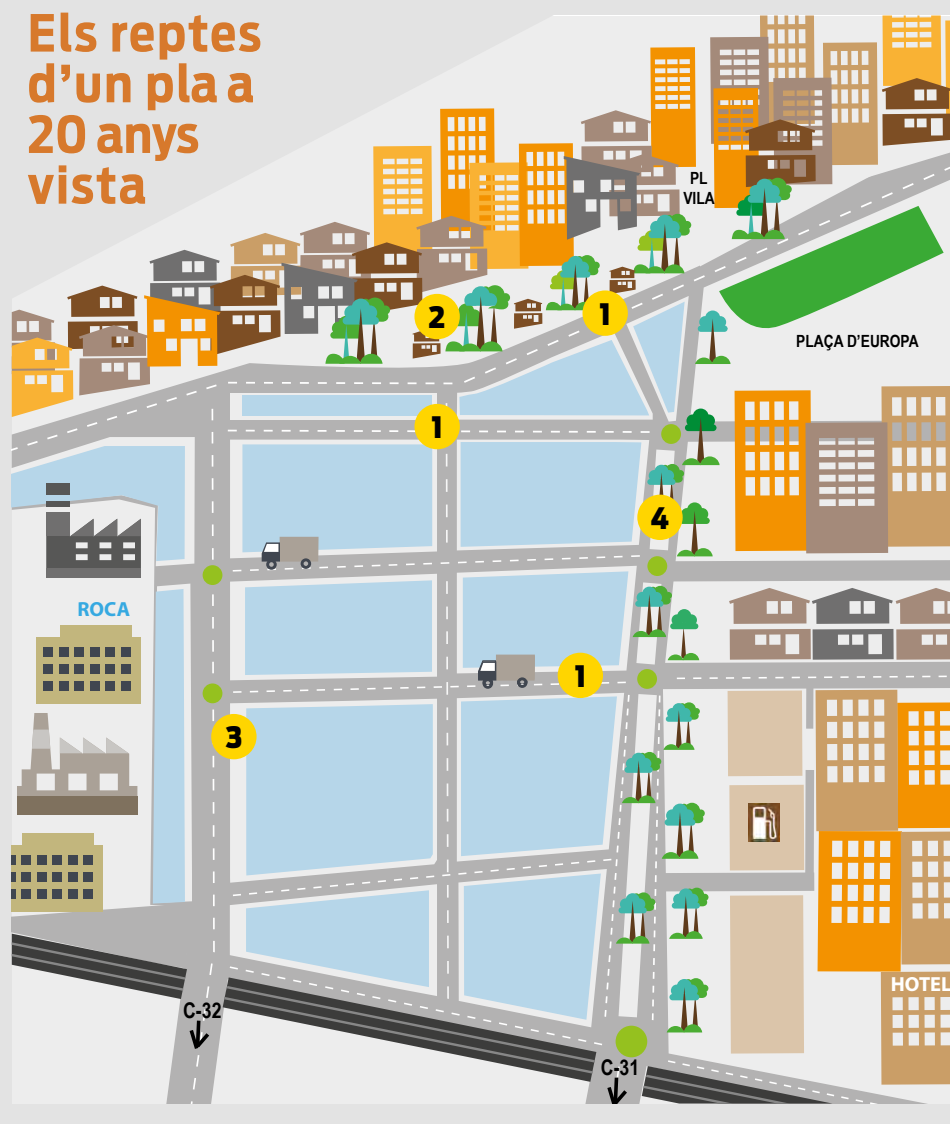 Els reptes
d'un pla a
20 anys
vista
PL
VILA
1
2
PLAÇA D'EUROPA
1
4
ROCA
1
3
HOTEL
C-32
C-31